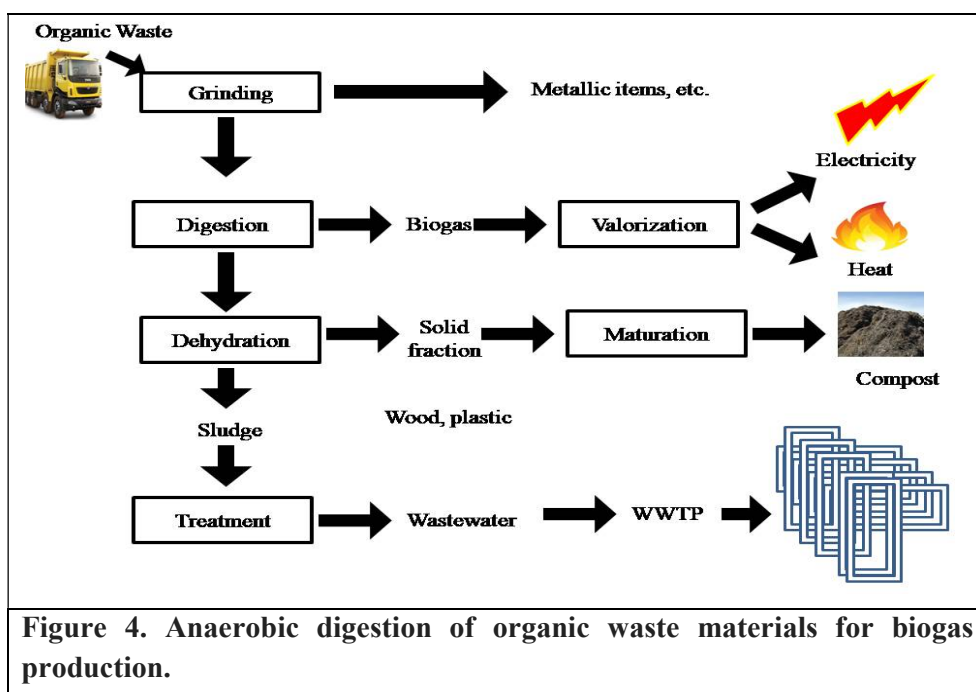 Organic Waste
Grinding
Metallic items, etc.
Electricity
Digestion
Biogas
Valorization
Heat
Dehydration
Solid
fraction
Maturation
Compost
Sludge
Wood, plastic
Treatment
Wastewater
WWTP
Figure 4. Anaerobic digestion of organic waste materials for biogas
production.